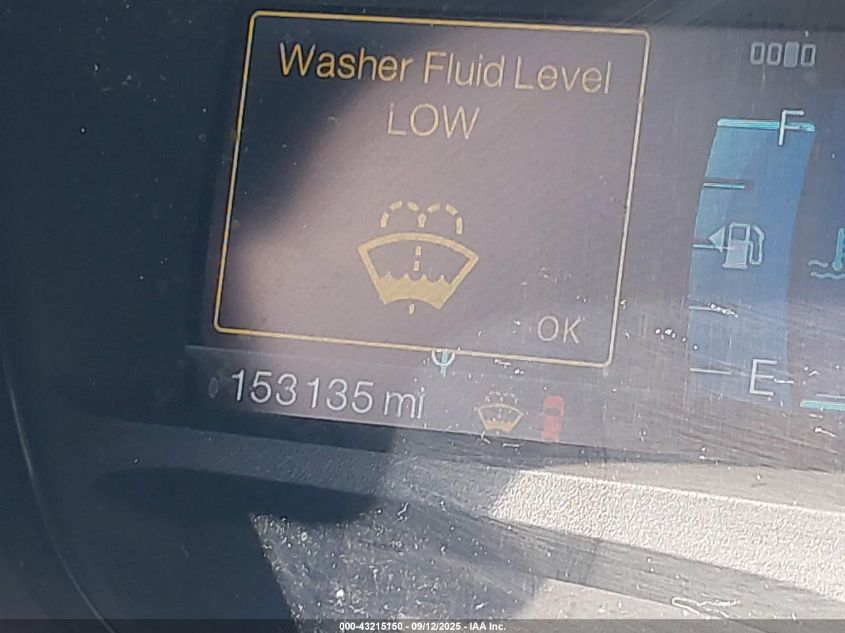 Washer Fluid Level
LOW
F
OK
E
153135 mi
000-43215150 - 09/12/2025 - IAA Inc.